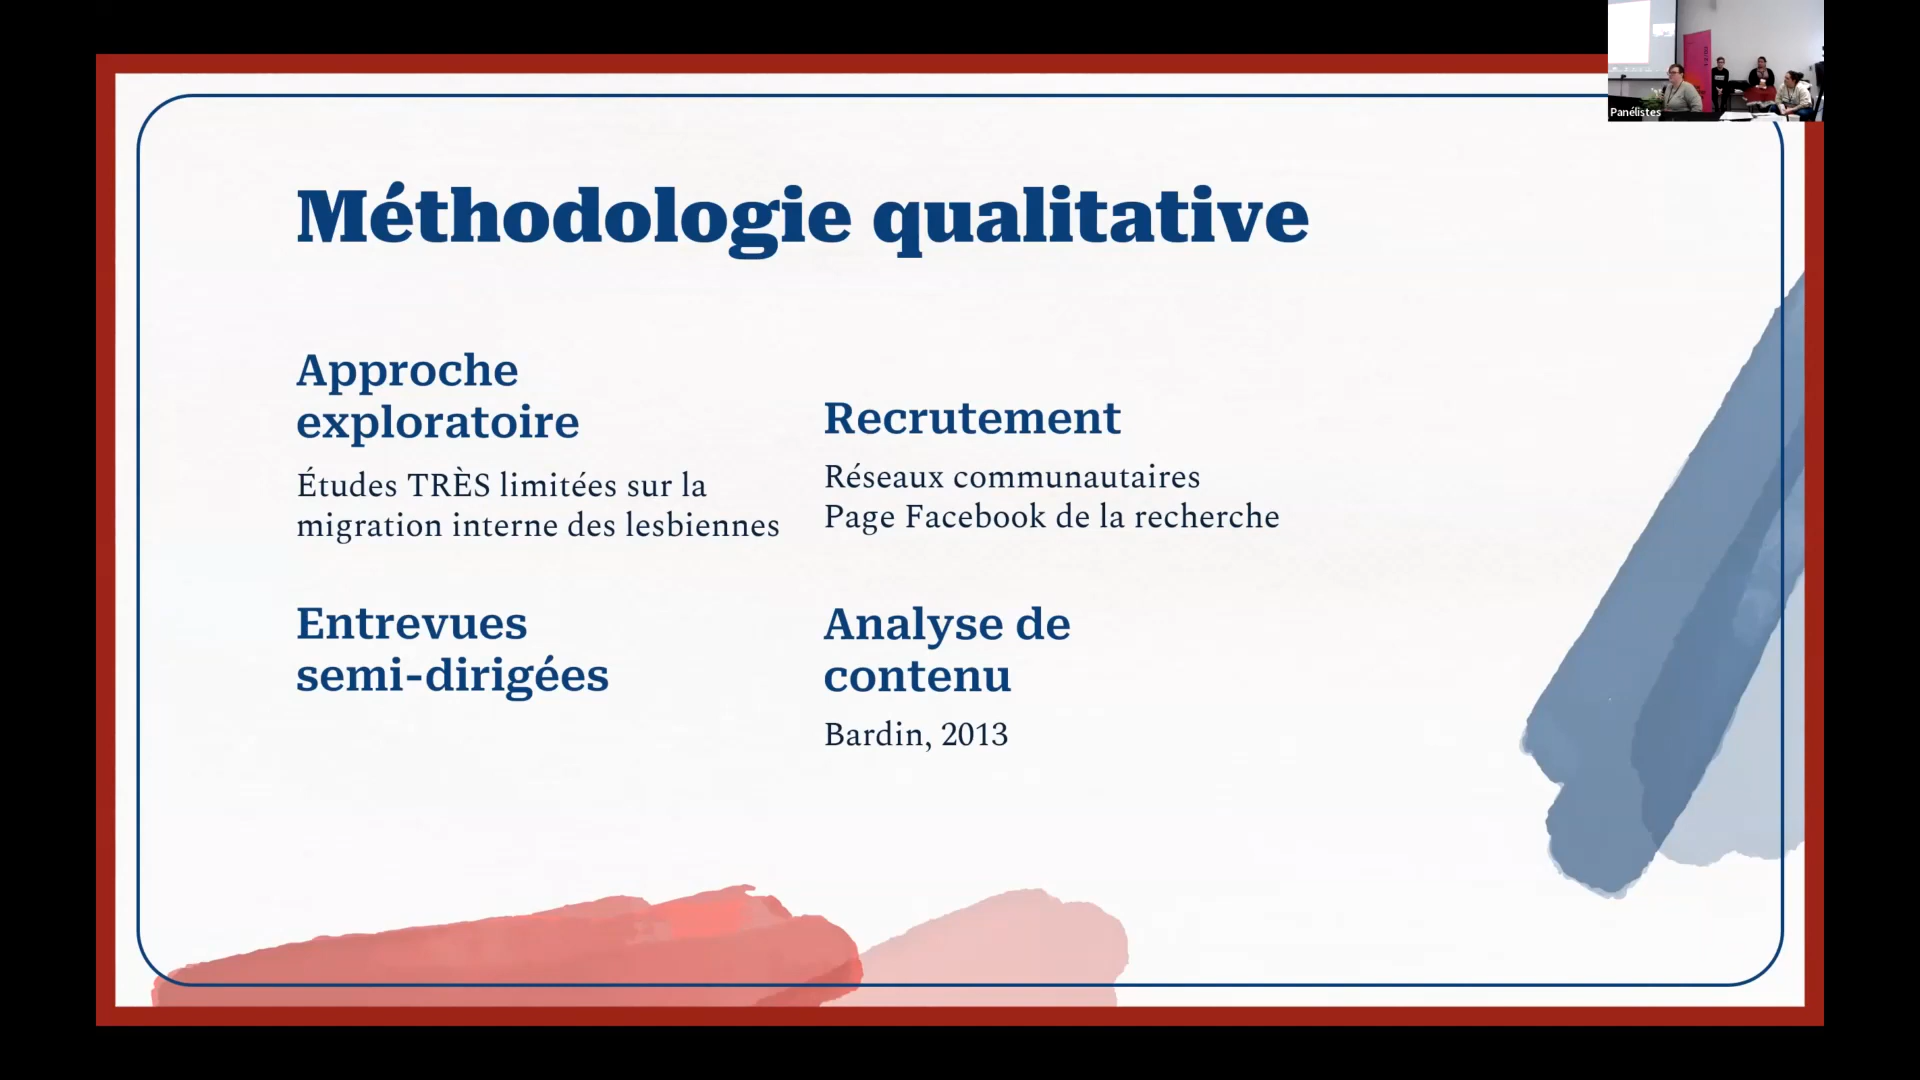 Panélistes
Méthodologie qualitative
Approche
exploratoire
Études TRÈS limitées sur la
migration interne des lesbiennes
Recrutement
Réseaux communautaires
Page Facebook de la recherche
Entrevues
semi-dirigées
Analyse de
contenu
Bardin, 2013